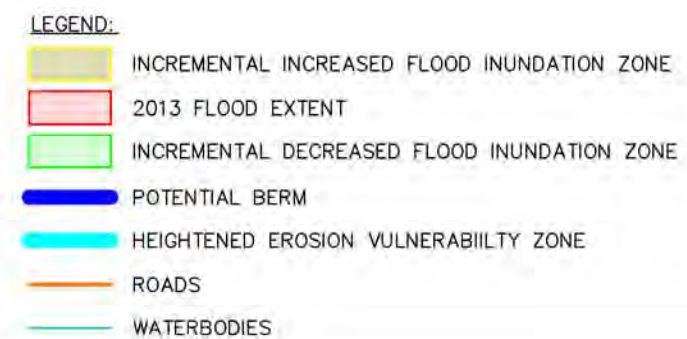 LEGEND:
INCREMENTAL INCREASED FLOOD INUNDATION ZONE
2013 FLOOD EXTENT
INCREMENTAL DECREASED FLOOD INUNDATION ZONE
POTENTIAL BERM
HEIGHTENED EROSION VULNERABIILTY ZONE
ROADS
WATERBODIES